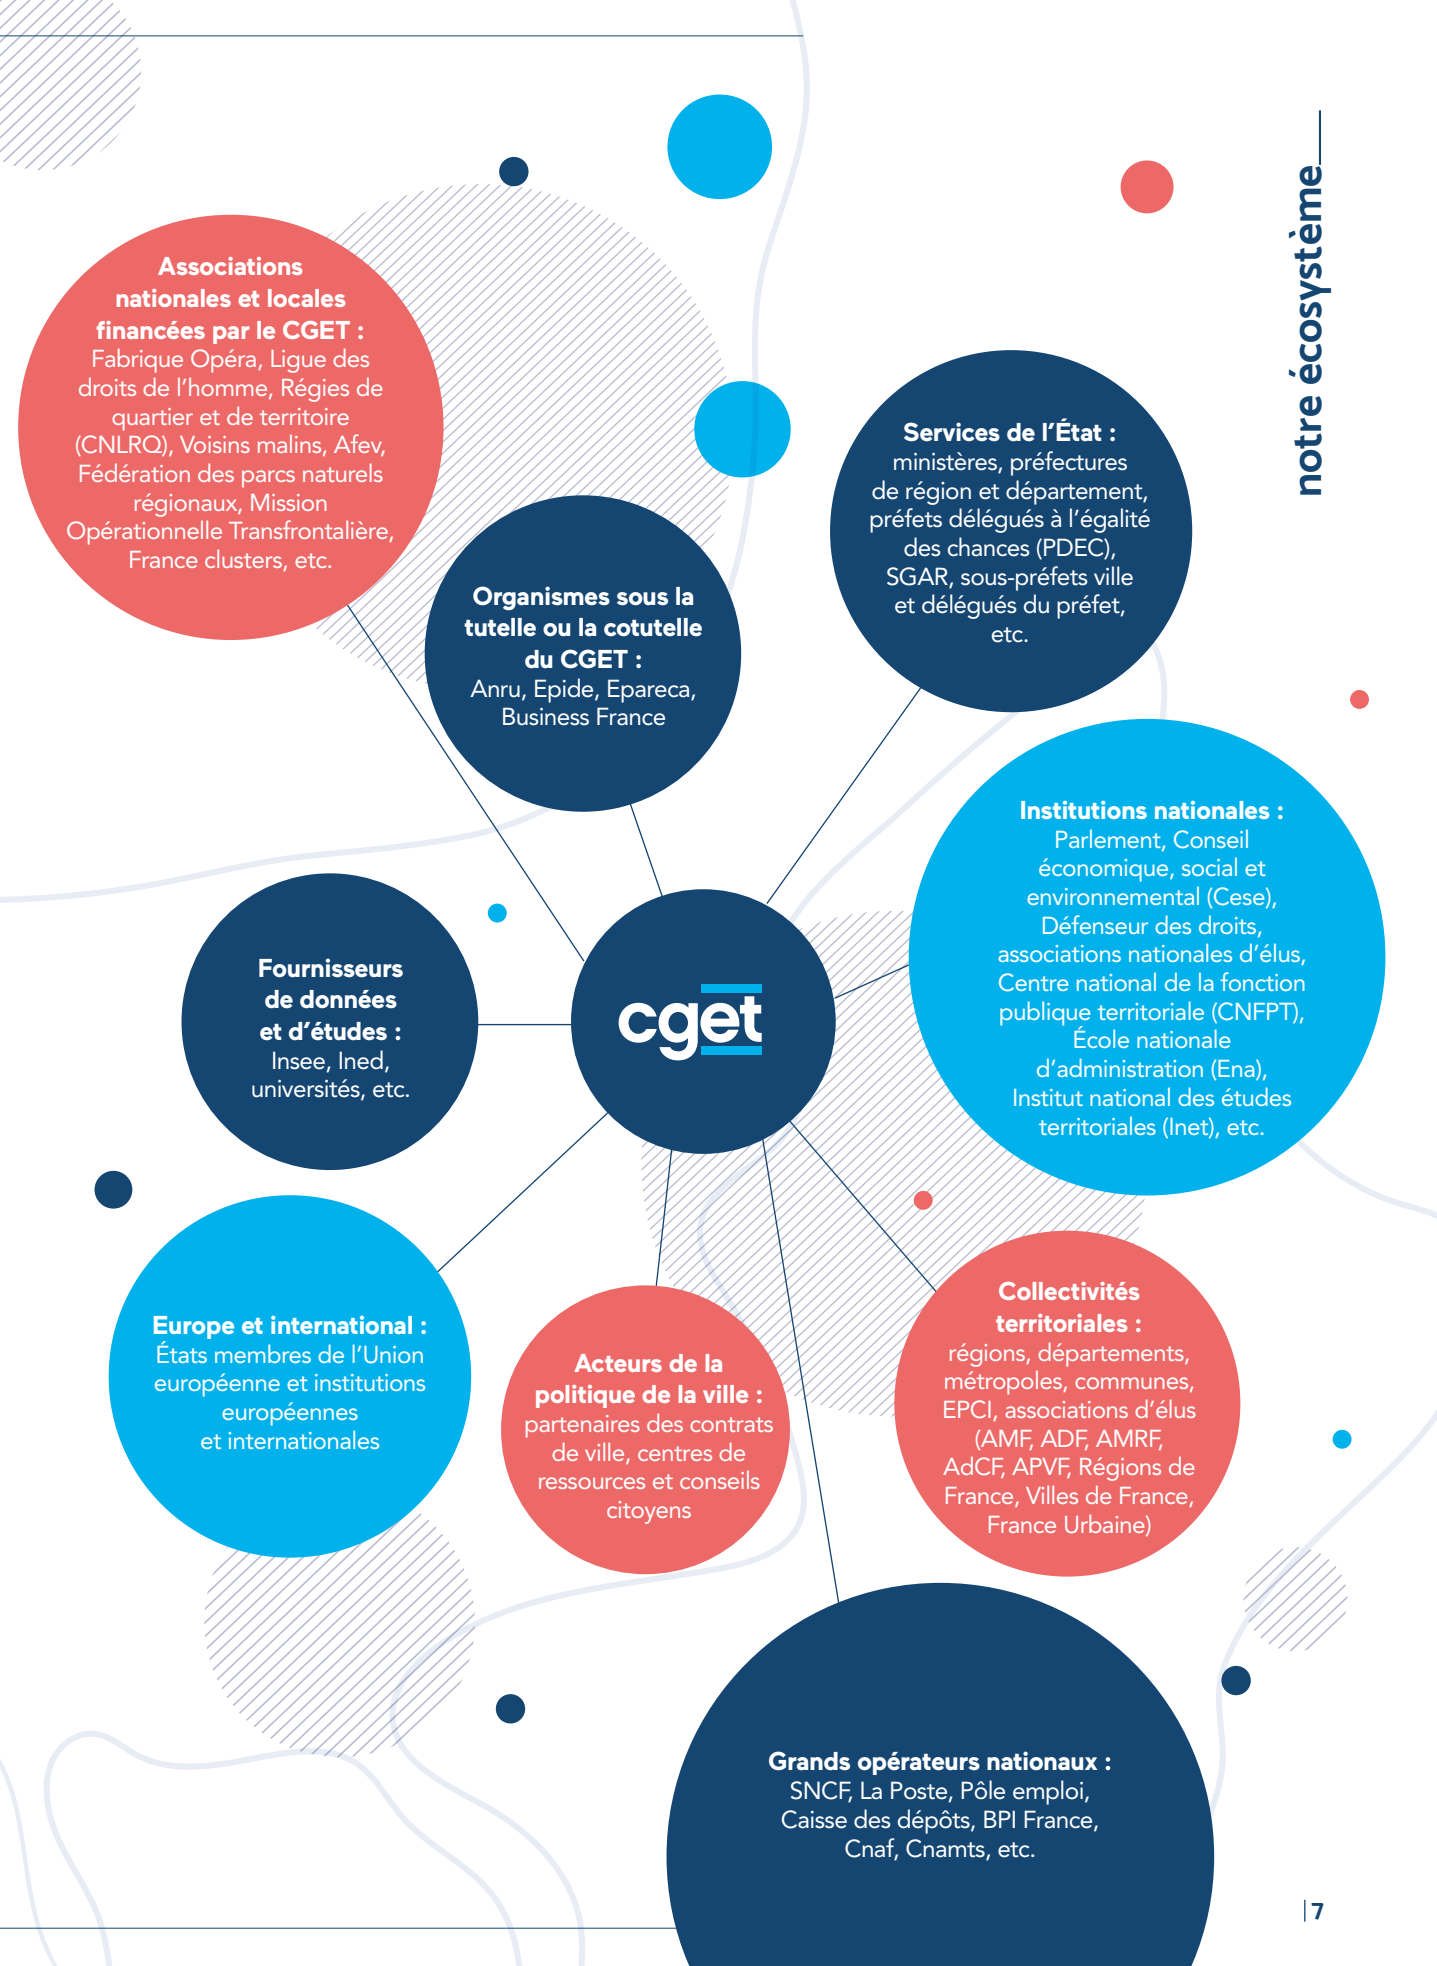 notre écosystème
Associations
nationales et locales
financées par le CGET :
Fabrique Opéra, Ligue des
droits de l’homme, Régies de
quartier et de territoire
(CNLRQ), Voisins malins, Afev,
Fédération des parcs naturels
régionaux, Mission
Opérationnelle Transfrontalière,
France clusters, etc.
Organismes sous la
tutelle ou la cotutelle
du CGET :
Anru, Epide, Epareca,
Business France
Services de l’État :
ministères, préfectures
de région et département,
préfets délégués à l’égalité
des chances (PDEC),
SGAR, sous-préfets ville
et délégués du préfet,
etc.
Institutions nationales :
Parlement, Conseil
économique, social et
environnemental (Cese),
Défenseur des droits,
associations nationales d’élus,
Centre national de la fonction
publique territoriale (CNFPT),
École nationale
d’administration (Ena),
Institut national des études
territoriales (Inet), etc.
Fournisseurs
de données
et d’études :
Insee, Ined,
universités, etc.
cget
Europe et international :
États membres de l’Union
européenne et institutions
européennes
et internationales
Acteurs de la
politique de la ville :
partenaires des contrats
de ville, centres de
ressources et conseils
citoyens
Collectivités
territoriales :
régions, départements,
métropoles, communes,
EPCI, associations d’élus
(AMF, ADF, AMRF,
AdCF, APVF, Régions de
France, Villes de France,
France Urbaine)
Grands opérateurs nationaux :
SNCF, La Poste, Pôle emploi,
Caisse des dépôts, BPI France,
Cnaf, Cnamts, etc.
7